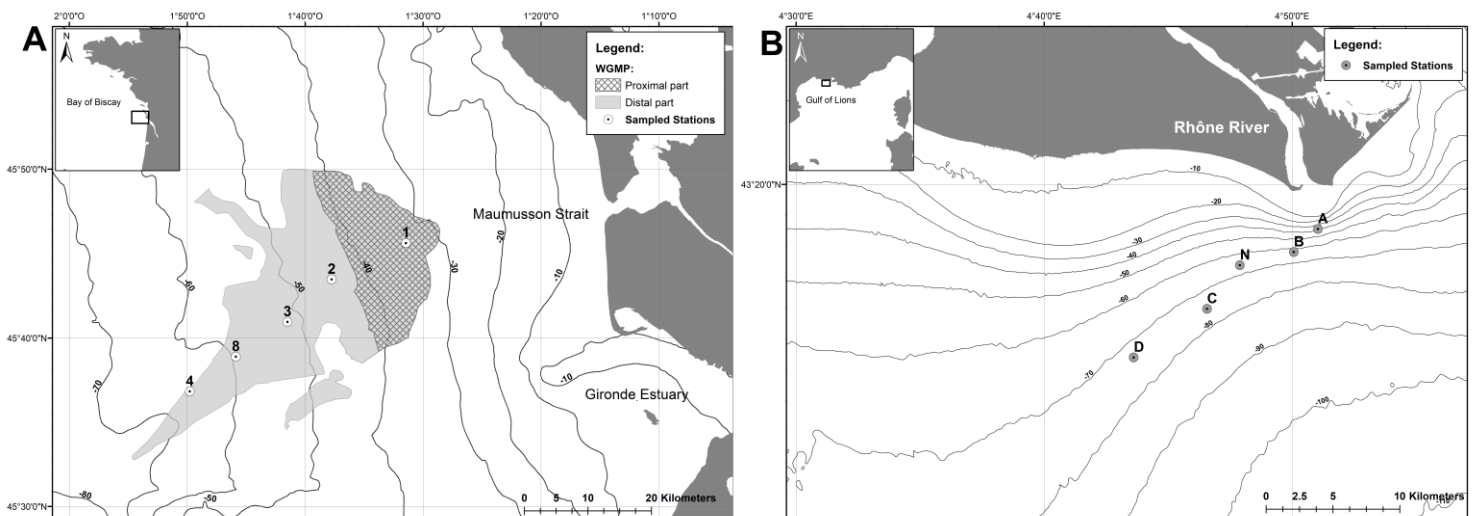 A
2°00"0"W 1°50"0"W 1°40"0"W 1°30"0"W 1°20"0"W 1°10"0"W
N
Bay of Biscay
Legend:
WGMP:
Proximal part
Distal part
Sampled Stations
45°50'0"N
45°40'0"N
45°30'0"N
Maumusson Strait
Gironde Estuary
1
2
3
8
4
-10
-20
-30
-40
-50
-60
-70
-10
-80
-50
0 5 10 20 Kilometers
B
4°30'0"E 4°40'0"E 4°50'0"E
N
Gulf of Lions
Legend:
Sampled Stations
Rhône River
43°20'0"N
A
B
N
C
D
-10
-20
-30
-40
-50
-60
-70
-80
-90
-100
0 2.5 5 10 Kilometers